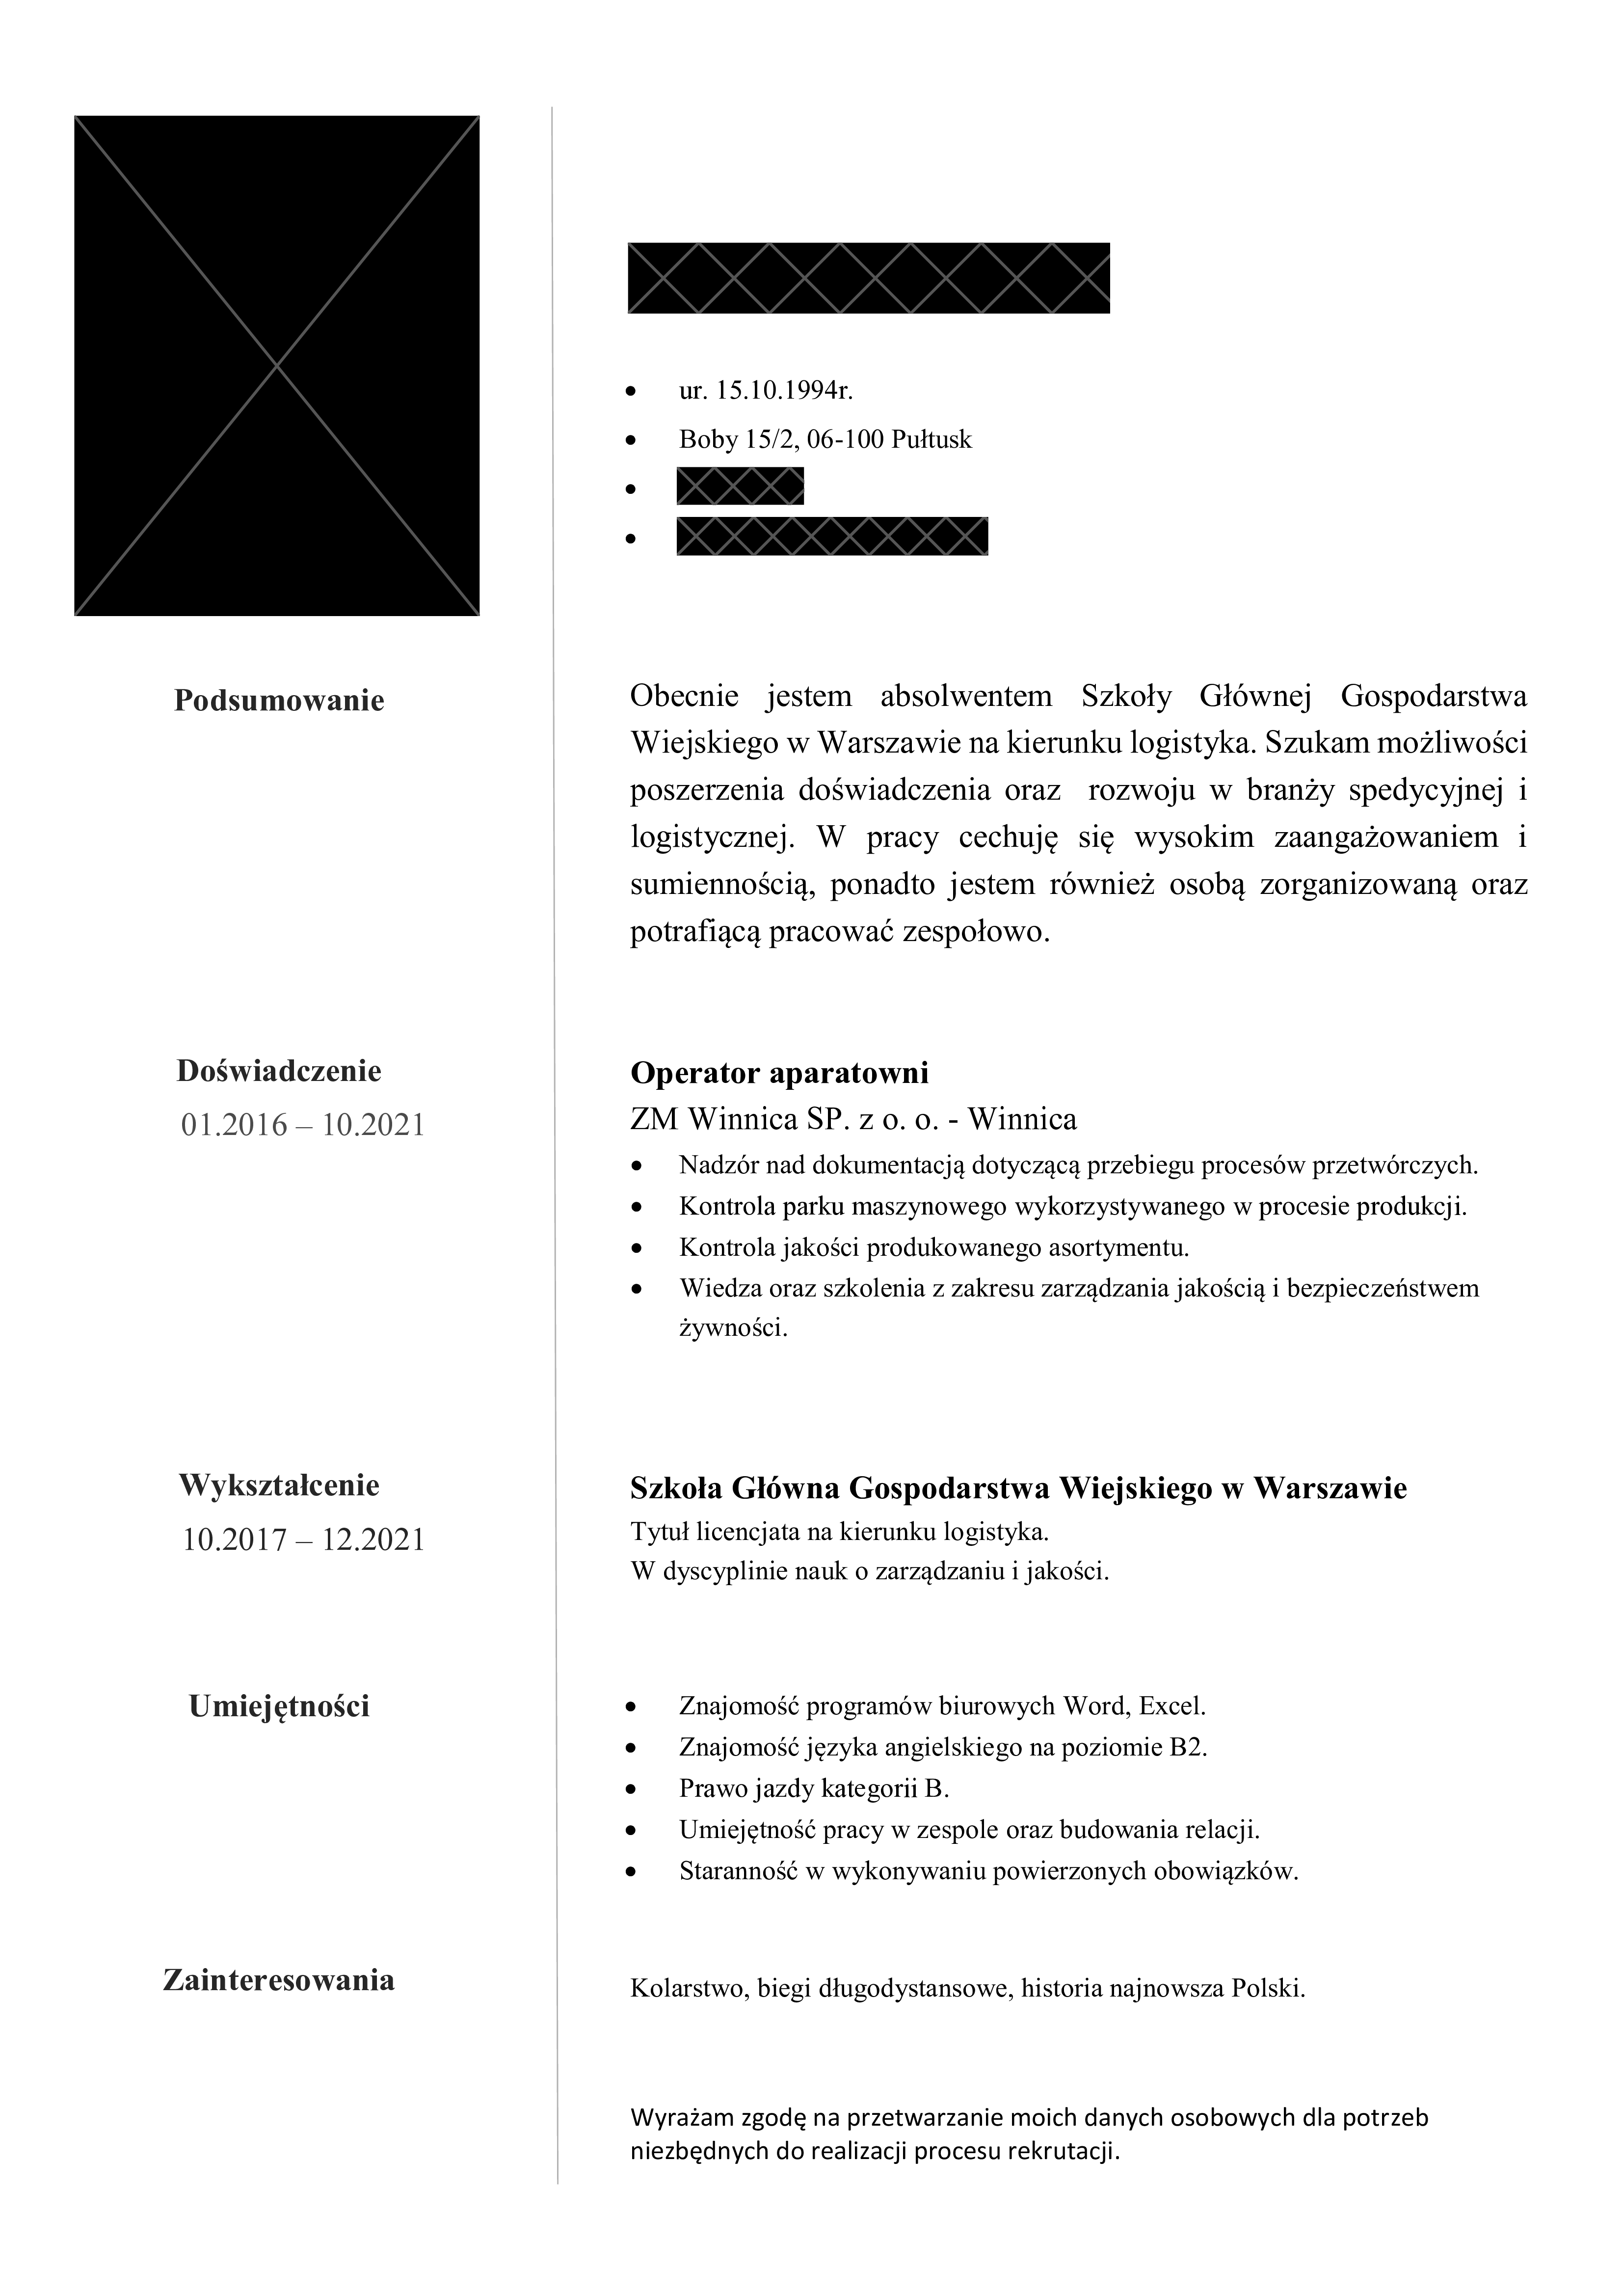 ur. 15.10.1994r.
Boby 15/2, 06-100 Pułtusk
Podsumowanie
Obecnie jestem absolwentem Szkoły Głównej Gospodarstwa
Wiejskiego w Warszawie na kierunku logistyka. Szukam możliwości
poszerzenia doświadczenia oraz rozwoju w branży spedycyjnej i
logistycznej. W pracy cechuję się wysokim zaangażowaniem i
sumiennością, ponadto jestem również osobą zorganizowaną oraz
potrafiącą pracować zespołowo.
Doświadczenie
01.2016 – 10.2021
Operator aparatowni
ZM Winnica SP. z o. o. - Winnica
Nadzór nad dokumentacją dotyczącą przebiegu procesów przetwórczych.
Kontrola parku maszynowego wykorzystywanego w procesie produkcji.
Kontrola jakości produkowanego asortymentu.
Wiedza oraz szkolenia z zakresu zarządzania jakością i bezpieczeństwem
żywności.
Wykształcenie
10.2017 – 12.2021
Szkoła Główna Gospodarstwa Wiejskiego w Warszawie
Tytuł licencjata na kierunku logistyka.
W dyscyplinie nauk o zarządzaniu i jakości.
Umiejętności
Znajomość programów biurowych Word, Excel.
Znajomość języka angielskiego na poziomie B2.
Prawo jazdy kategorii B.
Umiejętność pracy w zespole oraz budowania relacji.
Staranność w wykonywaniu powierzonych obowiązków.
Zainteresowania
Kolarstwo, biegi długodystansowe, historia najnowsza Polski.
Wyrażam zgodę na przetwarzanie moich danych osobowych dla potrzeb
niezbędnych do realizacji procesu rekrutacji.